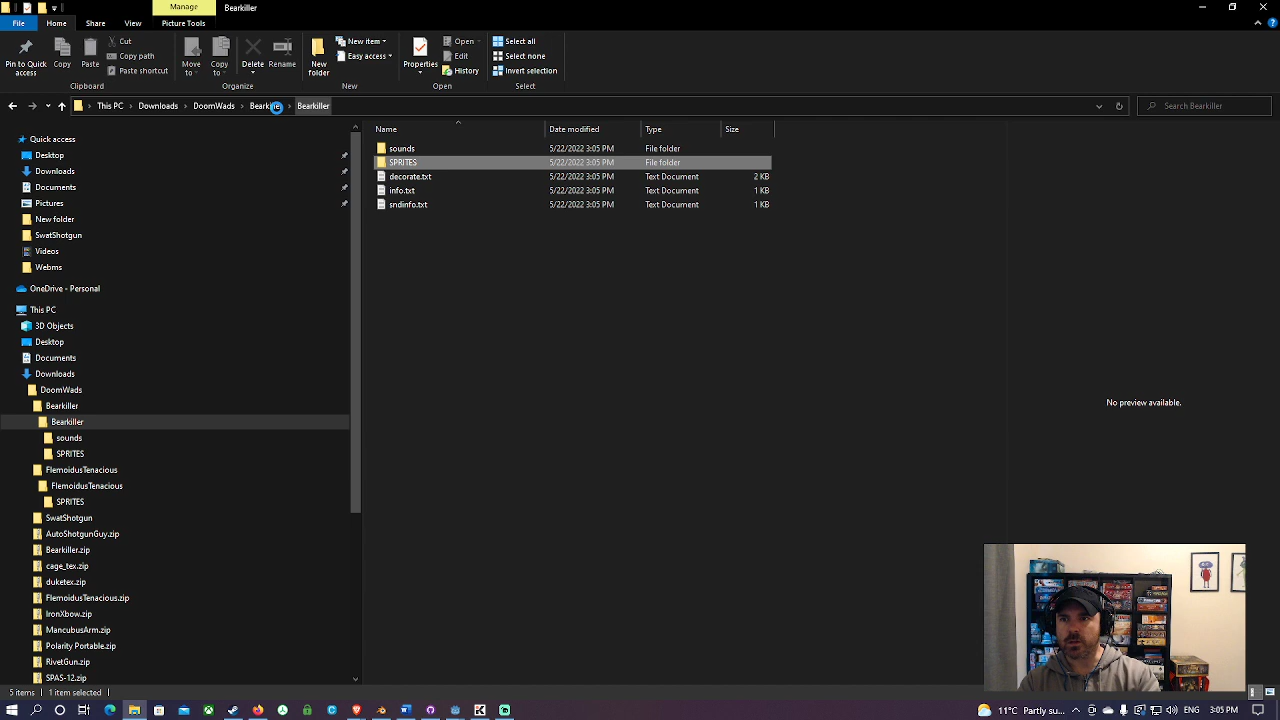 Manage
Bearkiller
File
Home
Share
View
Picture Tools
Pin to Quick access
Copy
Paste
Cut
Copy path
Paste shortcut
Clipboard
Move to
Copy to
Delete
Rename
Organize
New folder
New item
Easy access
New
Properties
Open
Edit
History
Open
Select all
Select none
Invert selection
Select
This PC
Downloads
DoomWads
Bearkiller
Search Bearkiller
Name
Date modified
Type
Size
sounds 5/22/2022 3:05 PM File folder
SPRITES 5/22/2022 3:05 PM File folder
decorate.txt 5/22/2022 3:05 PM Text Document 2 KB
info.txt 5/22/2022 3:05 PM Text Document 1 KB
sndinfo.txt 5/22/2022 3:05 PM Text Document 1 KB
Quick access
Desktop
Downloads
Documents
Pictures
New folder
SwatShotgun
Videos
Webms
OneDrive - Personal
This PC
3D Objects
Desktop
Documents
Downloads
DoomWads
Bearkiller
Bearkiller
sounds
SPRITES
FlemoidusTenacious
FlemoidusTenacious
SPRITES
SwatShotgun
AutoShotgunGuy.zip
Bearkiller.zip
cage_tex.zip
duketex.zip
FlemoidusTenacious.zip
IronXbow.zip
MancubusArm.zip
Polarity Portable.zip
RivetGun.zip
SPAS-12.zip
No preview available.
5 items
1 item selected
11°C Partly su...
3:05 PM